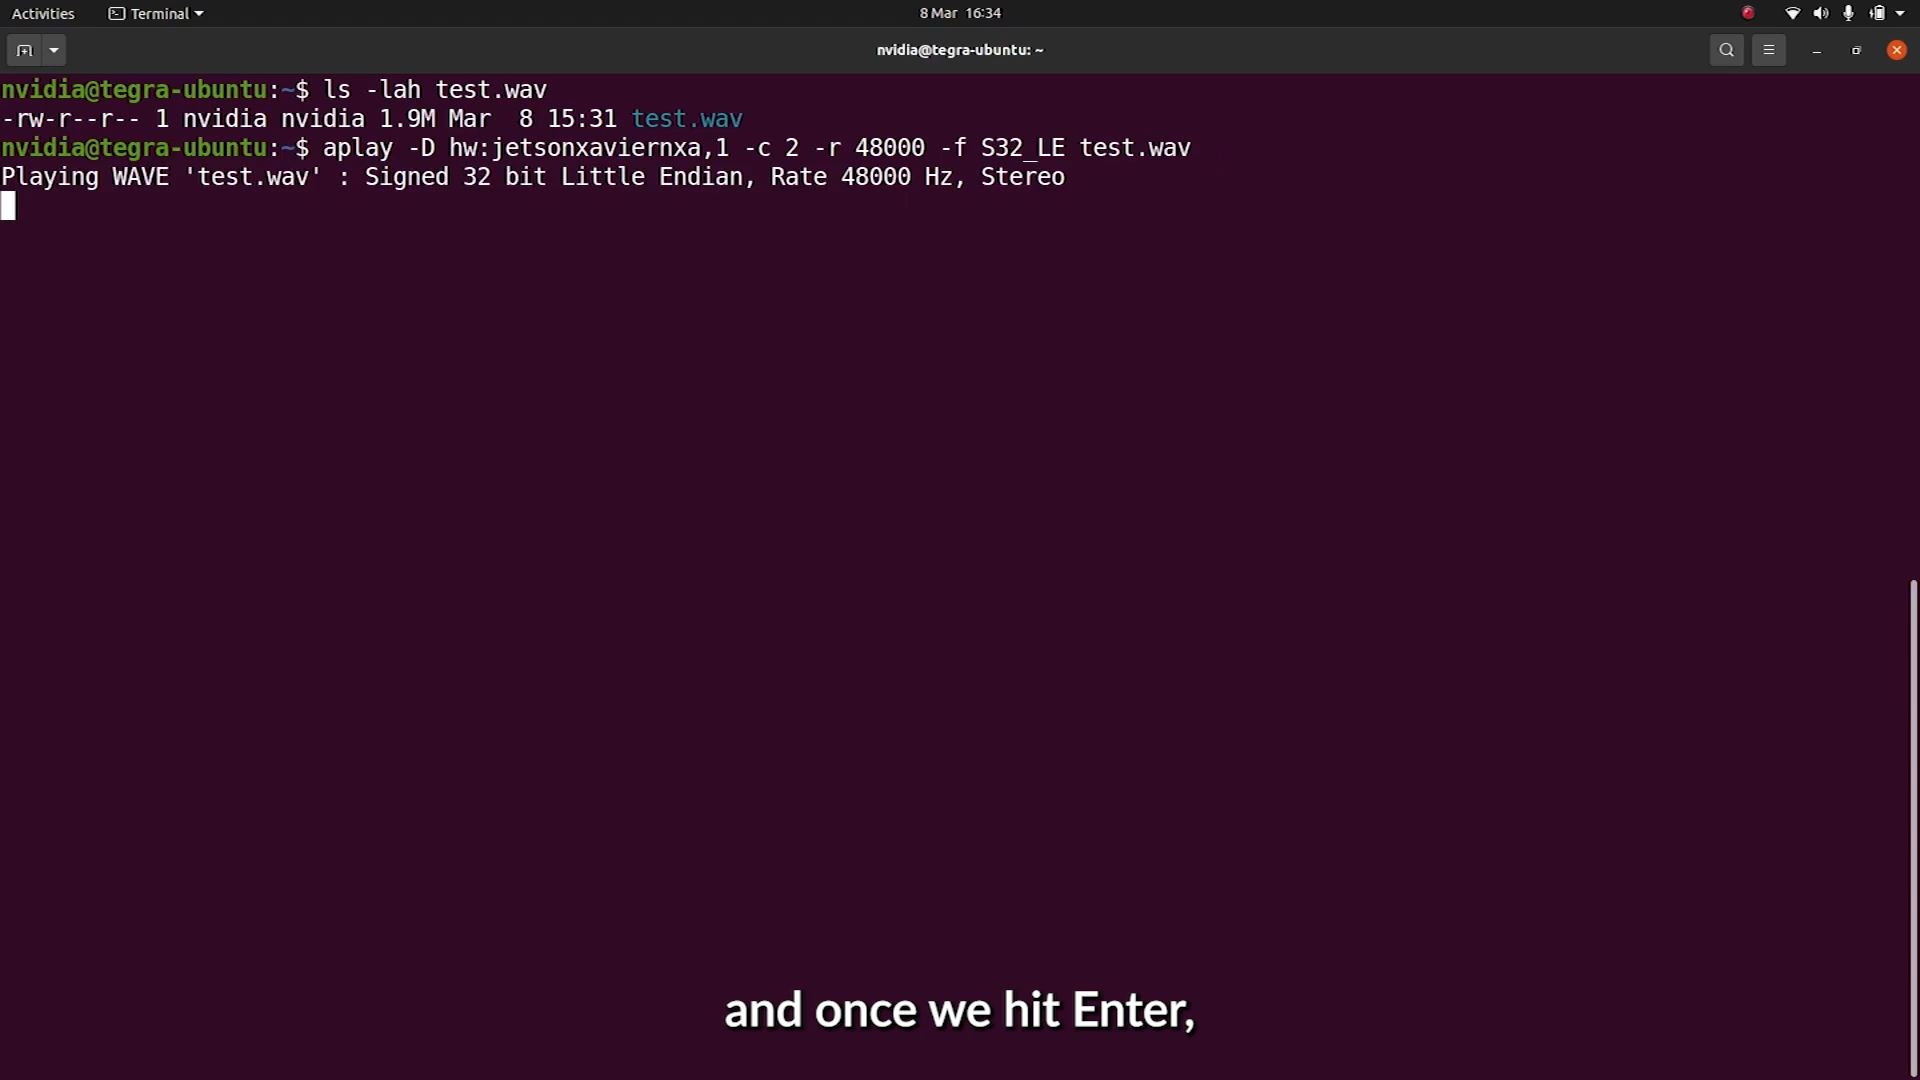 Activities Terminal 8 Mar 16:34
nvidia@tegra-ubuntu: ~
nvidia@tegra-ubuntu:~$ ls -lah test.wav
-rw-r--r-- 1 nvidia nvidia 1.9M Mar  8 15:31 test.wav
nvidia@tegra-ubuntu:~$ aplay -D hw:jetsonxaviernxa,1 -c 2 -r 48000 -f S32_LE test.wav
Playing WAVE 'test.wav' : Signed 32 bit Little Endian, Rate 48000 Hz, Stereo
and once we hit Enter,